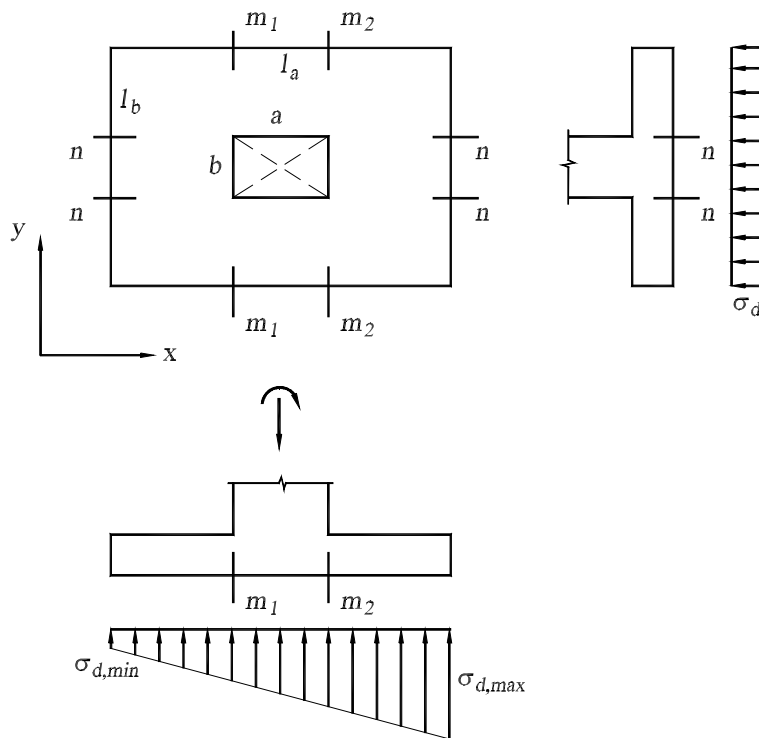 m1 m2
la
lb
a
n n n
b
n n n
y
m1 m2
σd
x
m1 m2
σd,min
σd,max